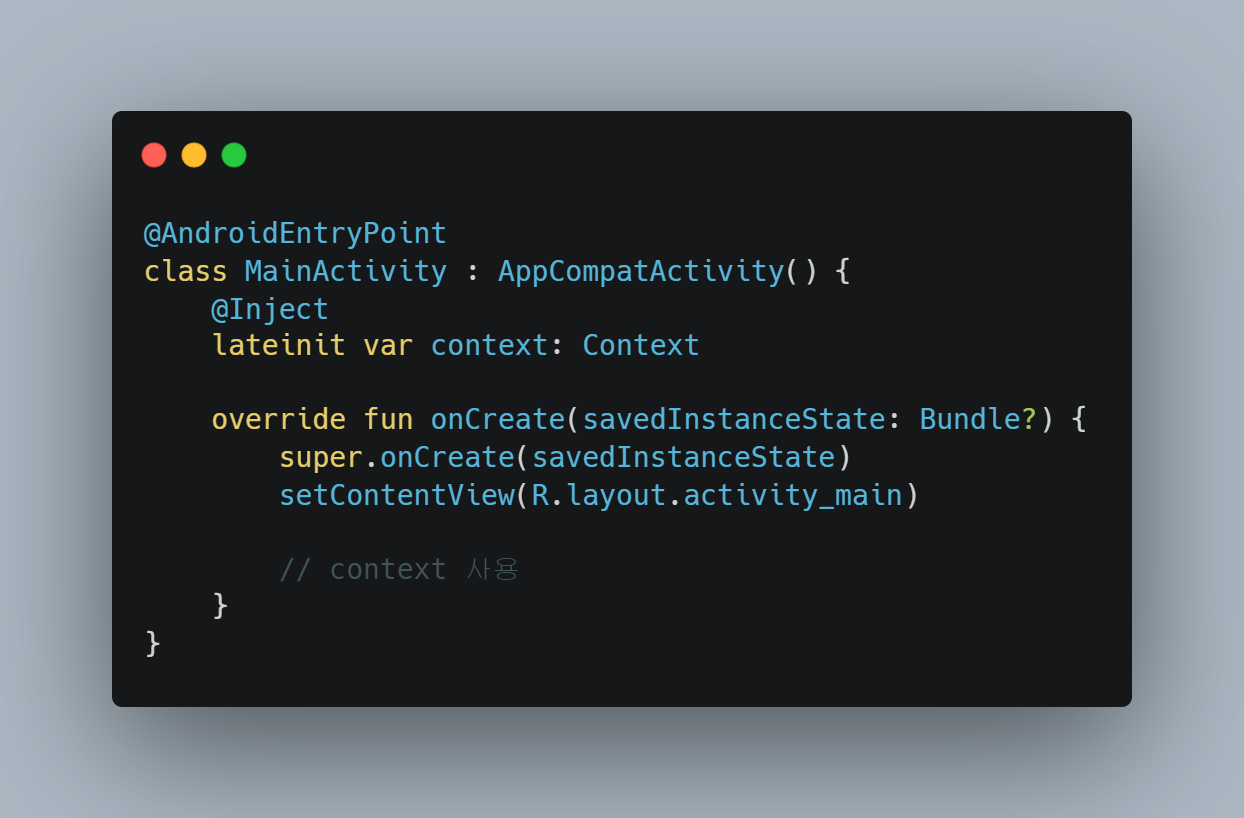 @AndroidEntryPoint
class MainActivity : AppCompatActivity() {
    @Inject
    lateinit var context: Context

    override fun onCreate(savedInstanceState: Bundle?) {
        super.onCreate(savedInstanceState)
        setContentView(R.layout.activity_main)

        // context 사용
    }
}